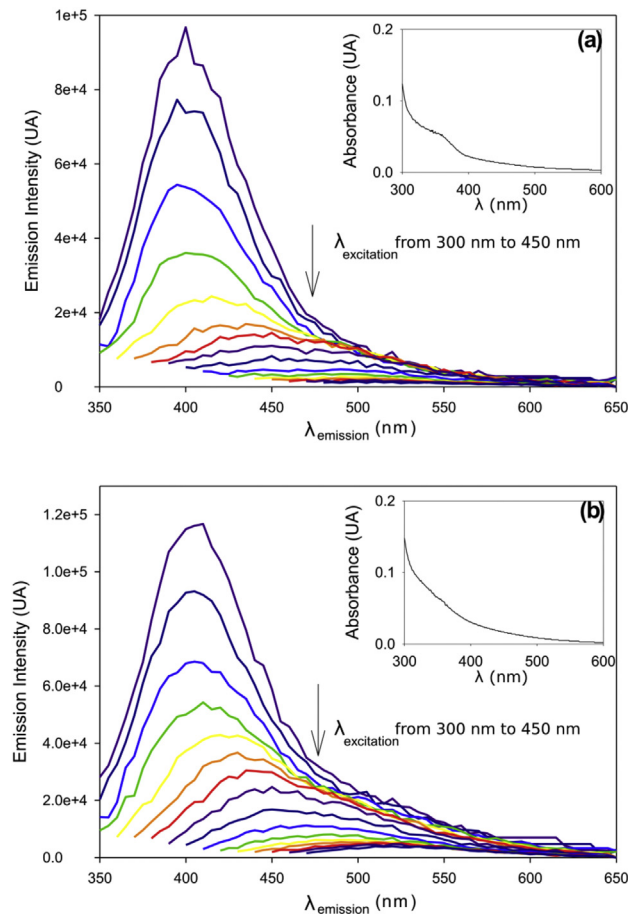 (a)
1e+5
8e+4
6e+4
4e+4
2e+4
0
Emission Intensity (UA)
350 400 450 500 550 600 650
λemission (nm)
0.2
0.1
0.0
Absorbance (UA)
300 400 500 600
λ (nm)
λexcitation from 300 nm to 450 nm
(b)
1.2e+5
1.0e+5
8.0e+4
6.0e+4
4.0e+4
2.0e+4
0.0
Emission Intensity (UA)
350 400 450 500 550 600 650
λemission (nm)
0.2
0.1
0.0
Absorbance (UA)
300 400 500 600
λ (nm)
λexcitation from 300 nm to 450 nm